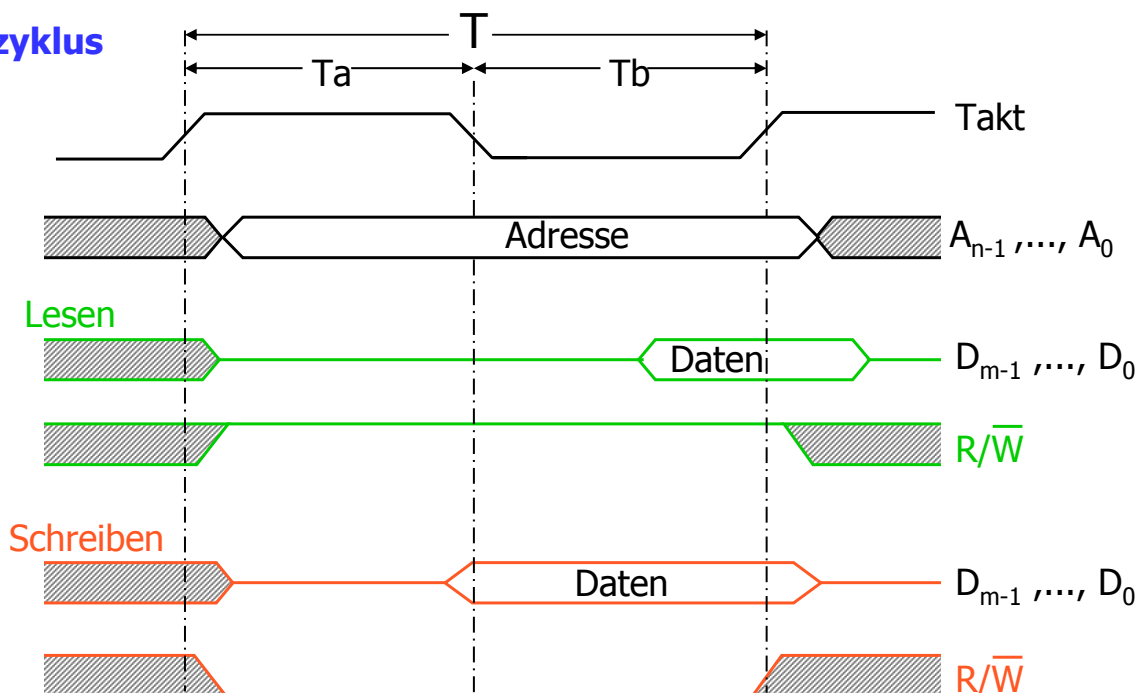 zyklus
T
Ta
Tb
Takt
Adresse
Aₙ₋₁ ,..., A₀
Lesen
Daten
Dₘ₋₁ ,..., D₀
R/W̅
Schreiben
Daten
Dₘ₋₁ ,..., D₀
R/W̅